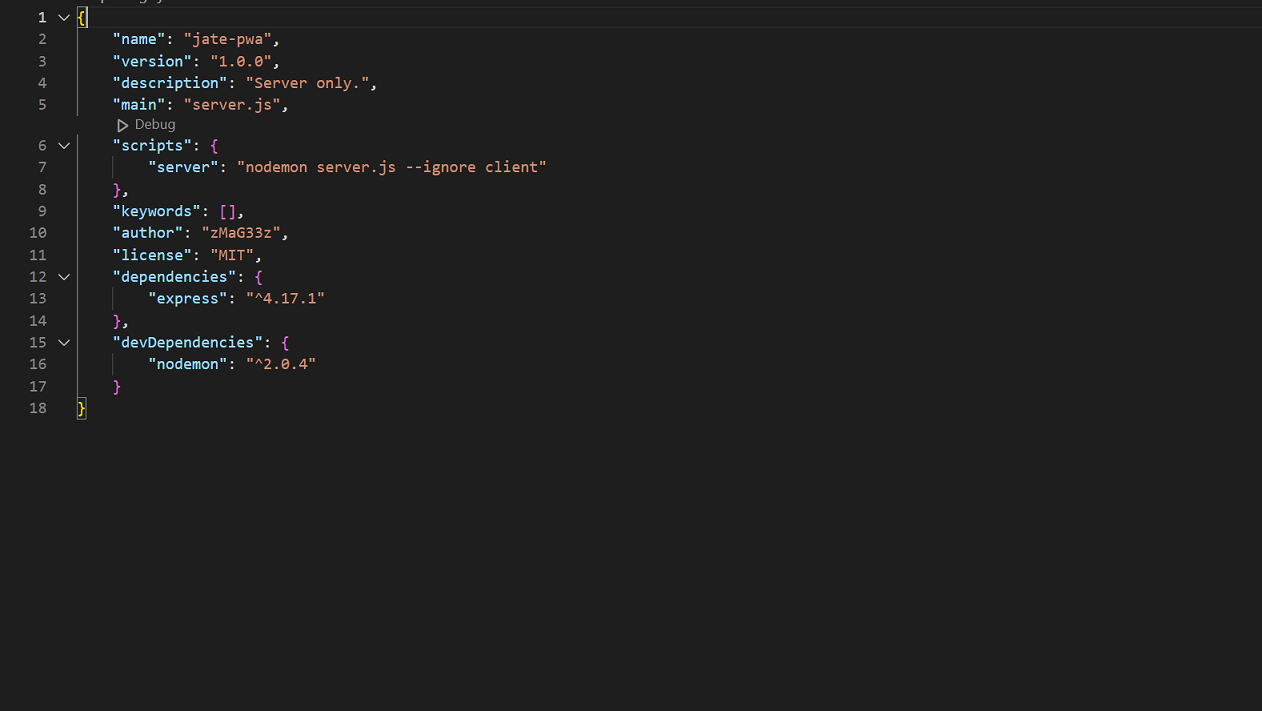 1 {
2 "name": "jate-pwa",
3 "version": "1.0.0",
4 "description": "Server only.",
5 "main": "server.js",
Debug
6 "scripts": {
7 "server": "nodemon server.js --ignore client"
8 },
9 "keywords": [],
10 "author": "zMaG33z",
11 "license": "MIT",
12 "dependencies": {
13 "express": "^4.17.1"
14 },
15 "devDependencies": {
16 "nodemon": "^2.0.4"
17 }
18 }